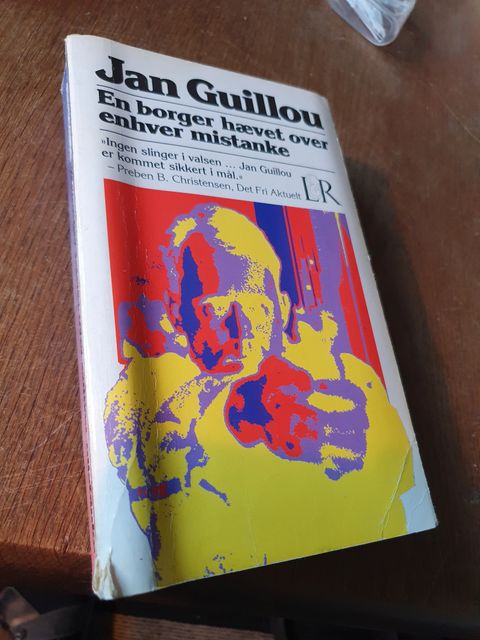 Jan Guillou
En borger hævet over
enhver mistanke
»Ingen slinger i valsen ... Jan Guillou
er kommet sikkert i mål.«
– Preben B. Christensen, Det Fri Aktuelt
L&R